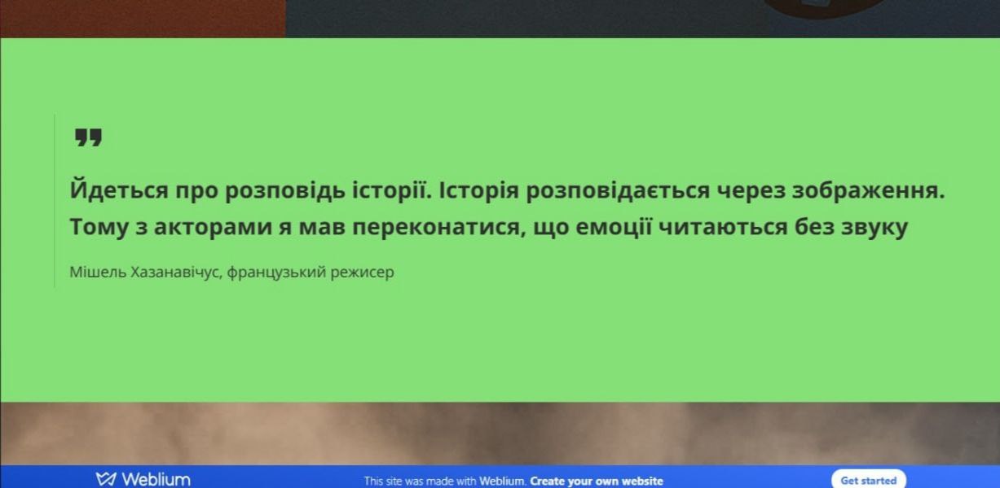 ”
Йдеться про розповідь історії. Історія розповідається через зображення.
Тому з акторами я мав переконатися, що емоції читаються без звуку
Мішель Хазанавічус, французький режисер
Weblium
This site was made with Weblium. Create your own website
Get started